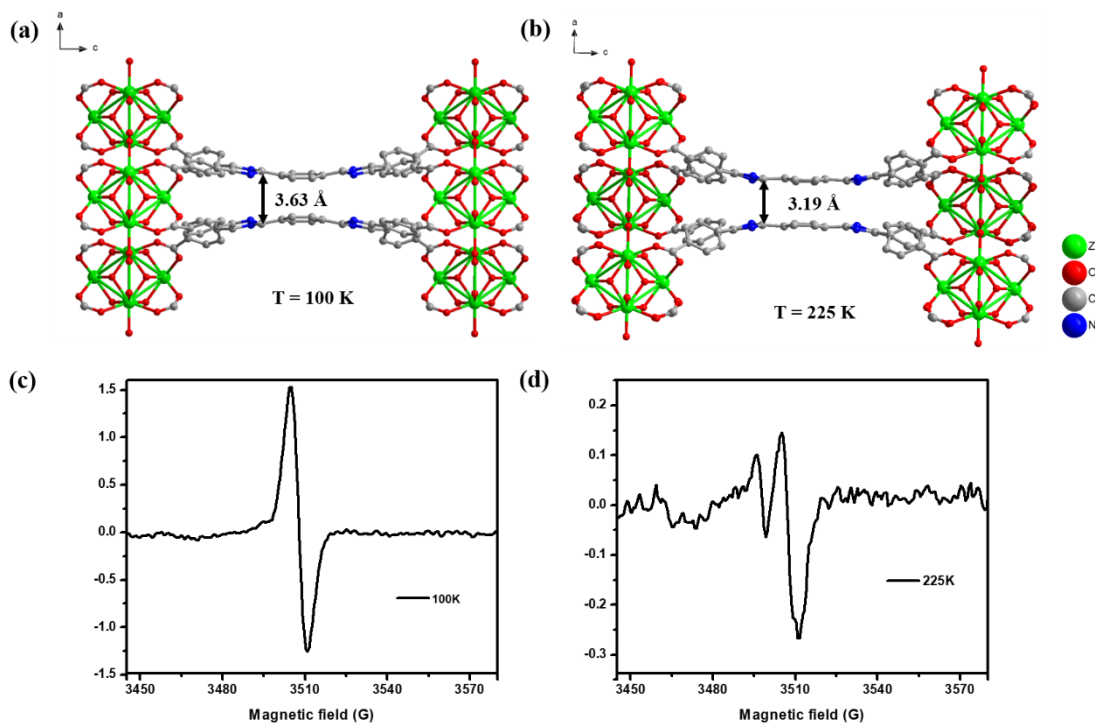 (a)
a
c
3.63 Å
T = 100 K
(b)
a
c
3.19 Å
T = 225 K
Z
O
C
N
(c)
1.5
1.0
0.5
0.0
-0.5
-1.0
-1.5
100K
3450 3480 3510 3540 3570
Magnetic field (G)
(d)
0.2
0.1
0.0
-0.1
-0.2
-0.3
225K
3450 3480 3510 3540 3570
Magnetic field (G)